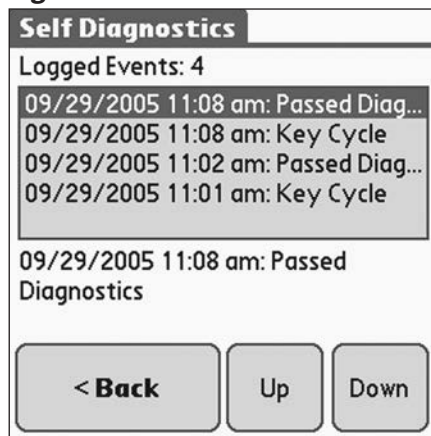 Self Diagnostics
Logged Events: 4
09/29/2005 11:08 am: Passed Diag...
09/29/2005 11:08 am: Key Cycle
09/29/2005 11:02 am: Passed Diag...
09/29/2005 11:01 am: Key Cycle
09/29/2005 11:08 am: Passed
Diagnostics
< Back Up Down